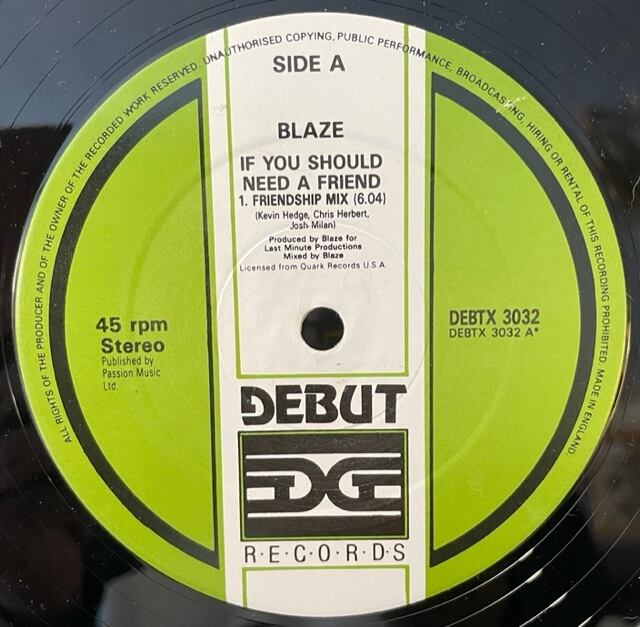 ALL RIGHTS OF THE PRODUCER AND OF THE OWNER OF THE RECORDED WORK RESERVED. UNAUTHORISED COPYING, PUBLIC PERFORMANCE, BROADCASTING, HIRING OR RENTAL OF THIS RECORDING PROHIBITED. MADE IN ENGLAND.
SIDE A
BLAZE
IF YOU SHOULD
NEED A FRIEND
1. FRIENDSHIP MIX (6.04)
(Kevin Hedge, Chris Herbert,
Josh Milan)
Produced by Blaze for
Last Minute Productions
Mixed by Blaze
Licensed from Quark Records U.S.A
45 rpm
Stereo
Published by
Passion Music
Ltd.
DEBTX 3032
DEBTX 3032 A*
DEBUT
R·E·C·O·R·D·S